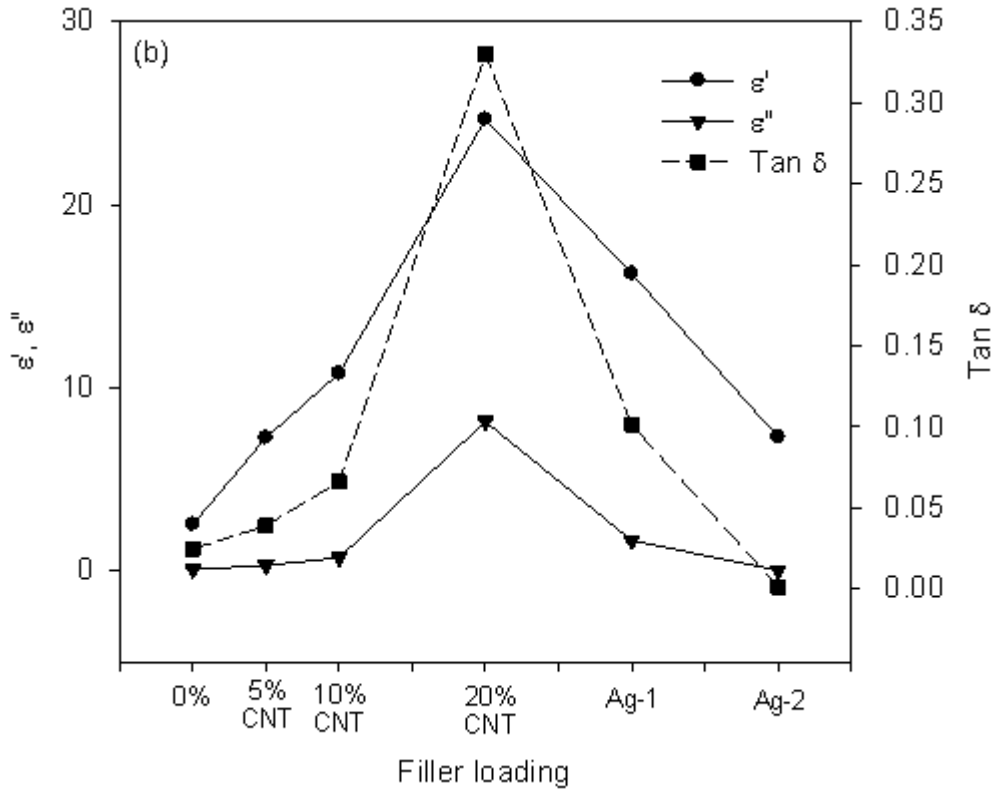 (b)
30
20
10
0
ε', ε"
0.35
0.30
0.25
0.20
0.15
0.10
0.05
0.00
Tan δ
ε'
ε"
Tan δ
0%
5%
CNT
10%
CNT
20%
CNT
Ag-1
Ag-2
Filler loading